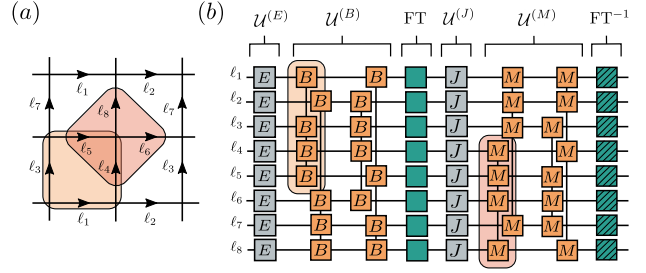 (a)
ℓ₁ ℓ₂
ℓ₇ ℓ₈ ℓ₇
ℓ₅ ℓ₆
ℓ₃ ℓ₄ ℓ₃
ℓ₁ ℓ₂
(b)
𝒰⁽ᴱ⁾ 𝒰⁽ᴮ⁾ FT 𝒰⁽ᴶ⁾ 𝒰⁽ᴹ⁾ FT⁻¹
ℓ₁ E B B J M M
ℓ₂ E B B J M M
ℓ₃ E B B J M M
ℓ₄ E B B J M M
ℓ₅ E B B J M M
ℓ₆ E B B J M M
ℓ₇ E B B J M M
ℓ₈ E B B J M M